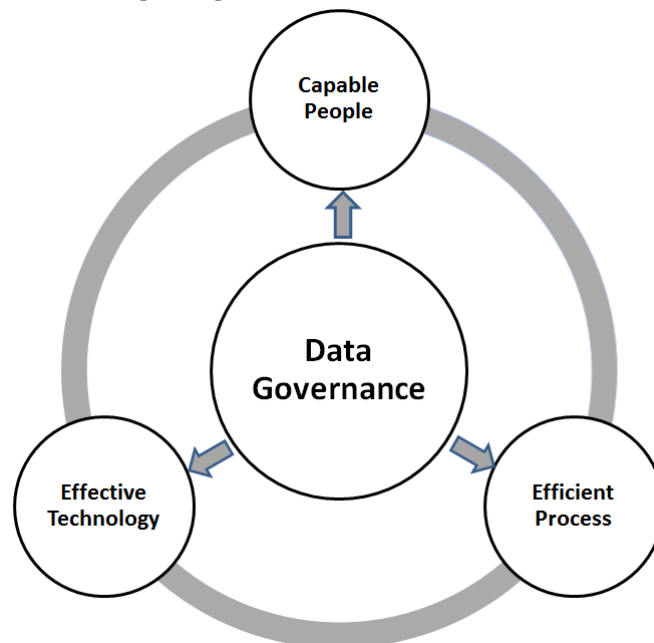 Capable
People
Data
Governance
Effective
Technology
Efficient
Process